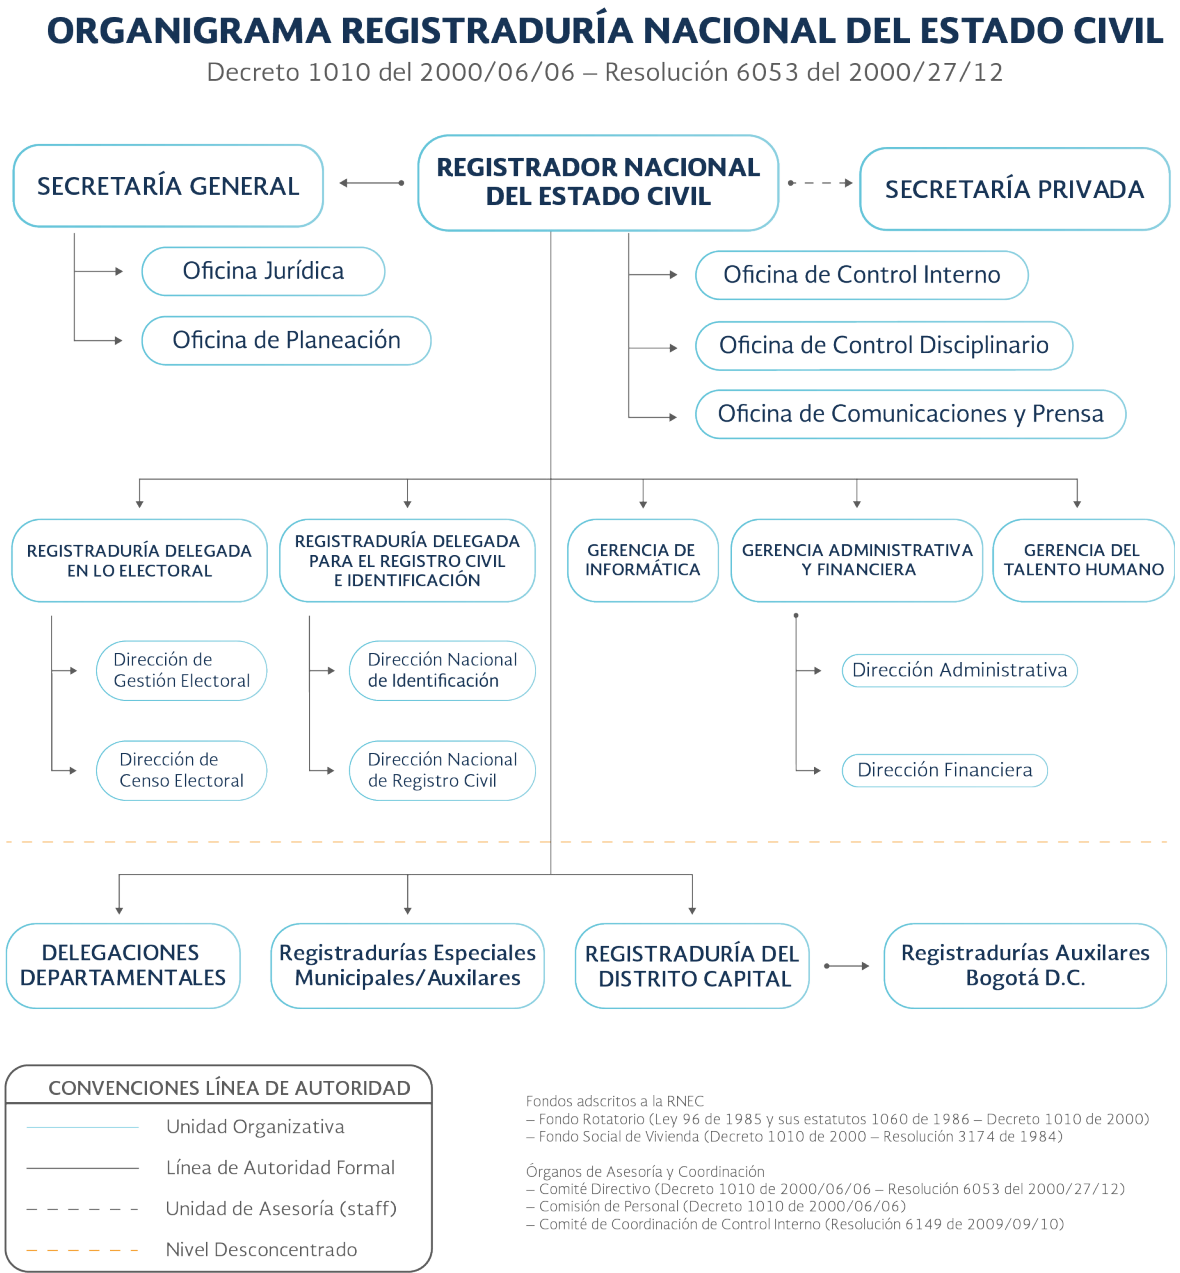 ORGANIGRAMA REGISTRADURÍA NACIONAL DEL ESTADO CIVIL
Decreto 1010 del 2000/06/06 – Resolución 6053 del 2000/27/12
SECRETARÍA GENERAL
REGISTRADOR NACIONAL
DEL ESTADO CIVIL
SECRETARÍA PRIVADA
Oficina Jurídica
Oficina de Planeación
Oficina de Control Interno
Oficina de Control Disciplinario
Oficina de Comunicaciones y Prensa
REGISTRADURÍA DELEGADA
EN LO ELECTORAL
REGISTRADURÍA DELEGADA
PARA EL REGISTRO CIVIL
E IDENTIFICACIÓN
GERENCIA DE
INFORMÁTICA
GERENCIA ADMINISTRATIVA
Y FINANCIERA
GERENCIA DEL
TALENTO HUMANO
Dirección de
Gestión Electoral
Dirección Nacional
de Identificación
Dirección Administrativa
Dirección de
Censo Electoral
Dirección Nacional
de Registro Civil
Dirección Financiera
DELEGACIONES
DEPARTAMENTALES
Registradurías Especiales
Municipales/Auxilares
REGISTRADURÍA DEL
DISTRITO CAPITAL
Registradurías Auxilares
Bogotá D.C.
CONVENCIONES LÍNEA DE AUTORIDAD
Unidad Organizativa
Línea de Autoridad Formal
Unidad de Asesoría (staff)
Nivel Desconcentrado
Fondos adscritos a la RNEC
– Fondo Rotatorio (Ley 96 de 1985 y sus estatutos 1060 de 1986 – Decreto 1010 de 2000)
– Fondo Social de Vivienda (Decreto 1010 de 2000 – Resolución 3174 de 1984)
Órganos de Asesoría y Coordinación
– Comité Directivo (Decreto 1010 de 2000/06/06 – Resolución 6053 del 2000/27/12)
– Comisión de Personal (Decreto 1010 de 2000/06/06)
– Comité de Coordinación de Control Interno (Resolución 6149 de 2009/09/10)